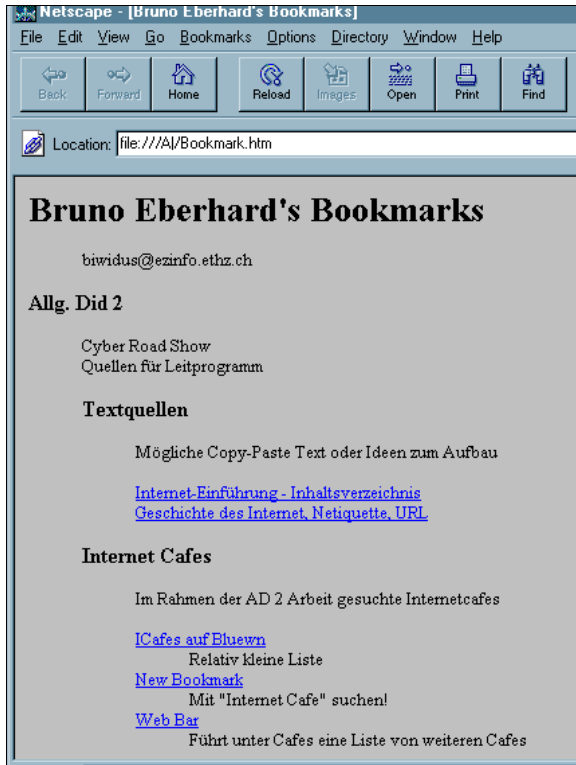 Netscape - [Bruno Eberhard's Bookmarks]
File Edit View Go Bookmarks Options Directory Window Help
Back Forward Home Reload Images Open Print Find
Location: file:///A|/Bookmark.htm
Bruno Eberhard's Bookmarks
biwidus@ezinfo.ethz.ch
Allg. Did 2
Cyber Road Show
Quellen für Leitprogramm
Textquellen
Mögliche Copy-Paste Text oder Ideen zum Aufbau
Internet-Einführung - Inhaltsverzeichnis
Geschichte des Internet, Netiquette, URL
Internet Cafes
Im Rahmen der AD 2 Arbeit gesuchte Internetcafes
ICafes auf Bluewn
Relativ kleine Liste
New Bookmark
Mit "Internet Cafe" suchen!
Web Bar
Führt unter Cafes eine Liste von weiteren Cafes